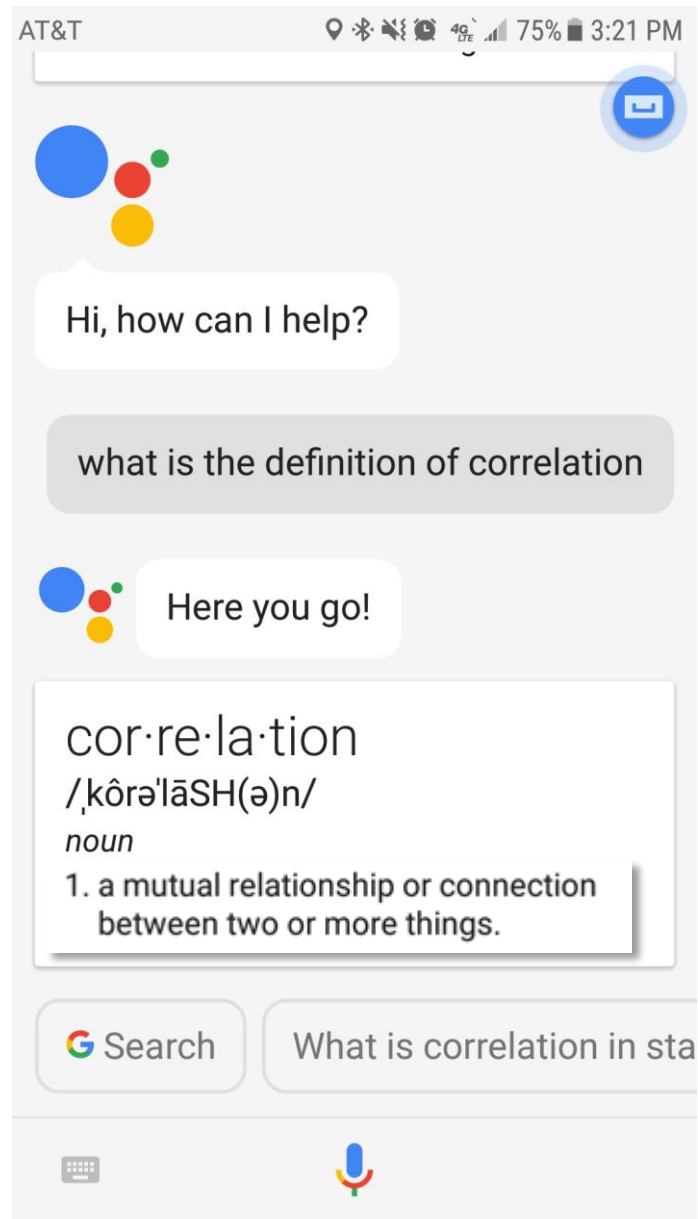 AT&T 4G LTE 75% 3:21 PM
Hi, how can I help?
what is the definition of correlation
Here you go!
cor·re·la·tion
/ˌkôrəˈlāSH(ə)n/
noun
1. a mutual relationship or connection
between two or more things.
G Search What is correlation in sta